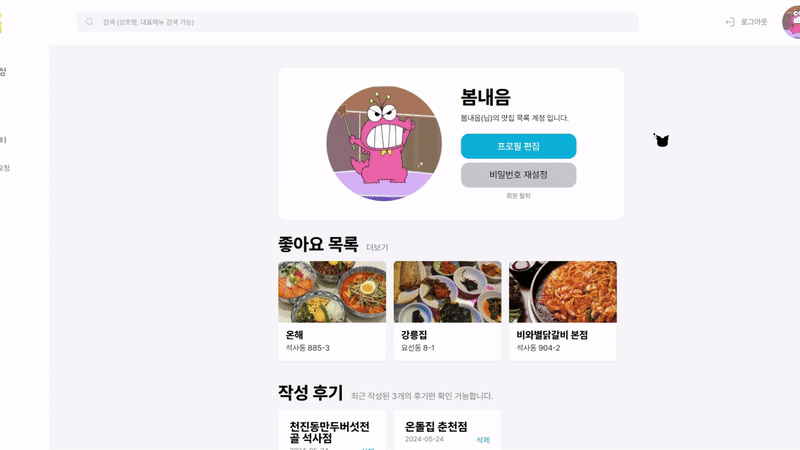 검색 (상호명, 대표메뉴 검색 가능)
로그아웃
정
리
요청
봄내음
봄내음(님)의 맛집 목록 계정 입니다.
프로필 편집
비밀번호 재설정
회원 탈퇴
좋아요 목록 더보기
온해
석사동 885-3
강릉집
요선동 8-1
비와별닭갈비 본점
석사동 904-2
작성 후기 최근 작성된 3개의 후기만 확인 가능합니다.
천진동만두버섯전
골 석사점
2024-05-24
삭제
온돌집 춘천점
2024-05-24
삭제